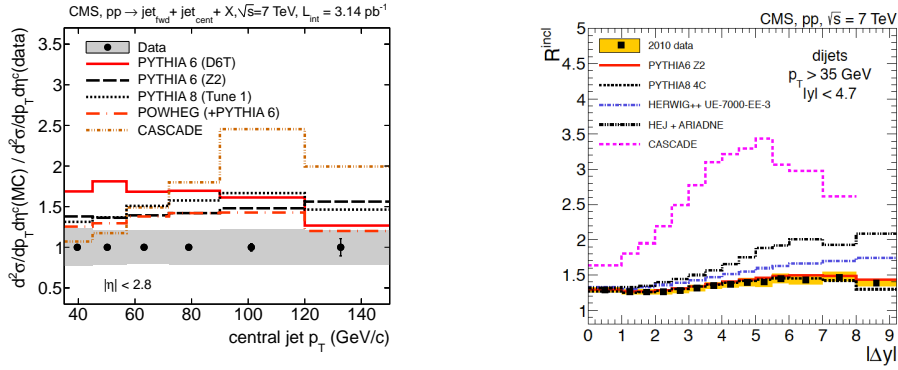 CMS, pp → jet_fwd + jet_cent + X, √s=7 TeV, L_int = 3.14 pb⁻¹
d²σ/dp_T dη^c(MC) / d²σ/dp_T dη^c(data)
3.5
3
2.5
2
1.5
1
0.5
Data
PYTHIA 6 (D6T)
PYTHIA 6 (Z2)
PYTHIA 8 (Tune 1)
POWHEG (+PYTHIA 6)
CASCADE
|η| < 2.8
40 60 80 100 120 140
central jet p_T (GeV/c)
CMS, pp, √s = 7 TeV
R^incl
5
4.5
4
3.5
3
2.5
2
1.5
1
0.5
0
2010 data
PYTHIA6 Z2
PYTHIA8 4C
HERWIG++ UE-7000-EE-3
HEJ + ARIADNE
CASCADE
dijets
p_T > 35 GeV
|y| < 4.7
0 1 2 3 4 5 6 7 8 9
|Δy|